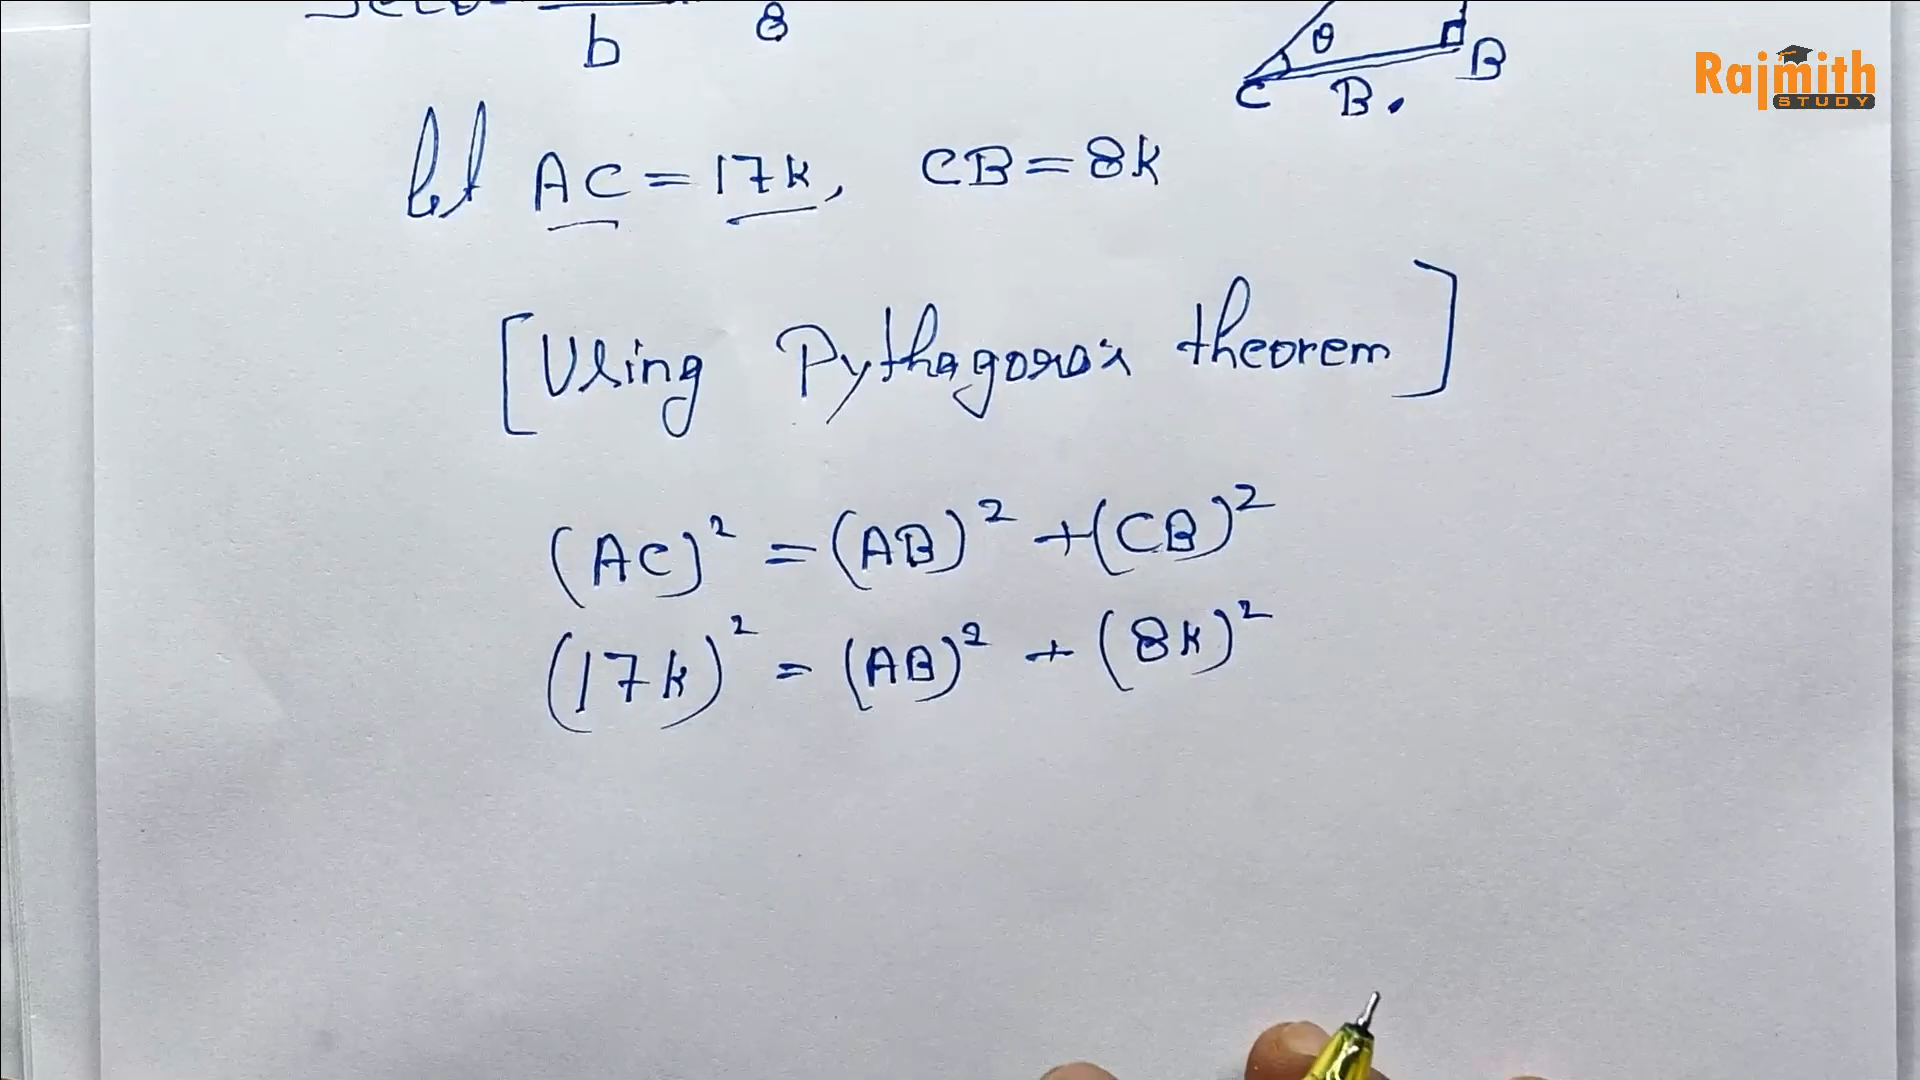 b 8
θ
B
C B.
Rajmith
STUDY
let AC = 17k, CB = 8k
[Using Pythagoras theorem]
(AC)² = (AB)² + (CB)²
(17k)² = (AB)² + (8k)²